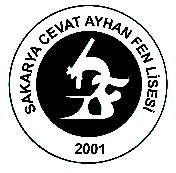 SAKARYA CEVAT AYHAN FEN LİSESİ
2001